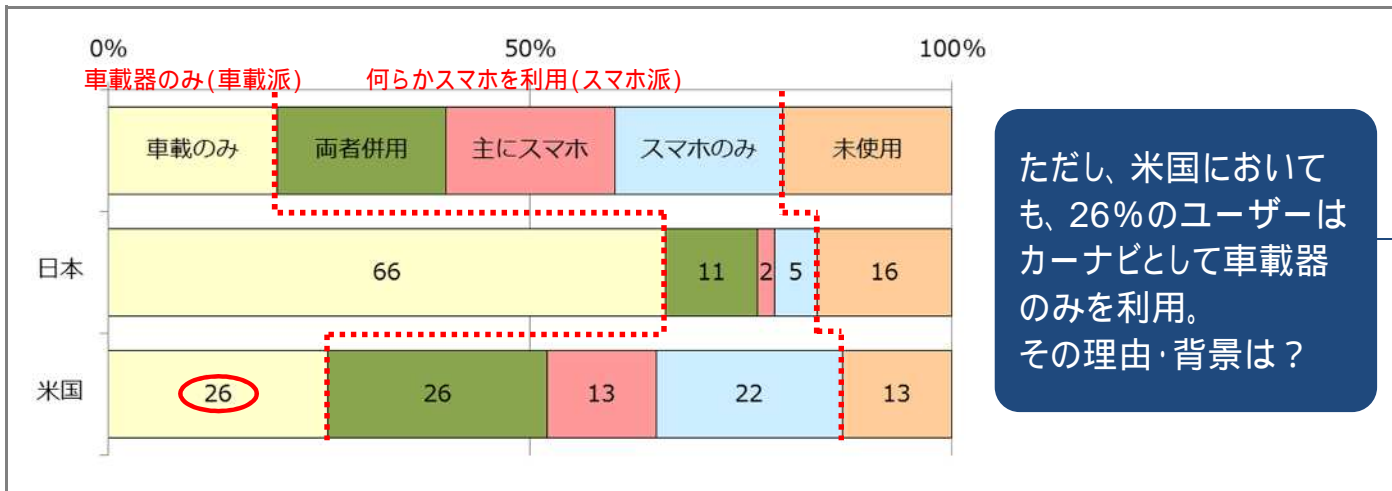 0%
50%
100%
車載器のみ(車載派)
何らかスマホを利用(スマホ派)
車載のみ
両者併用
主にスマホ
スマホのみ
未使用
日本
66
11
2
5
16
米国
26
26
13
22
13
ただし、米国において
も、26%のユーザーは
カーナビとして車載器
のみを利用。
その理由・背景は？